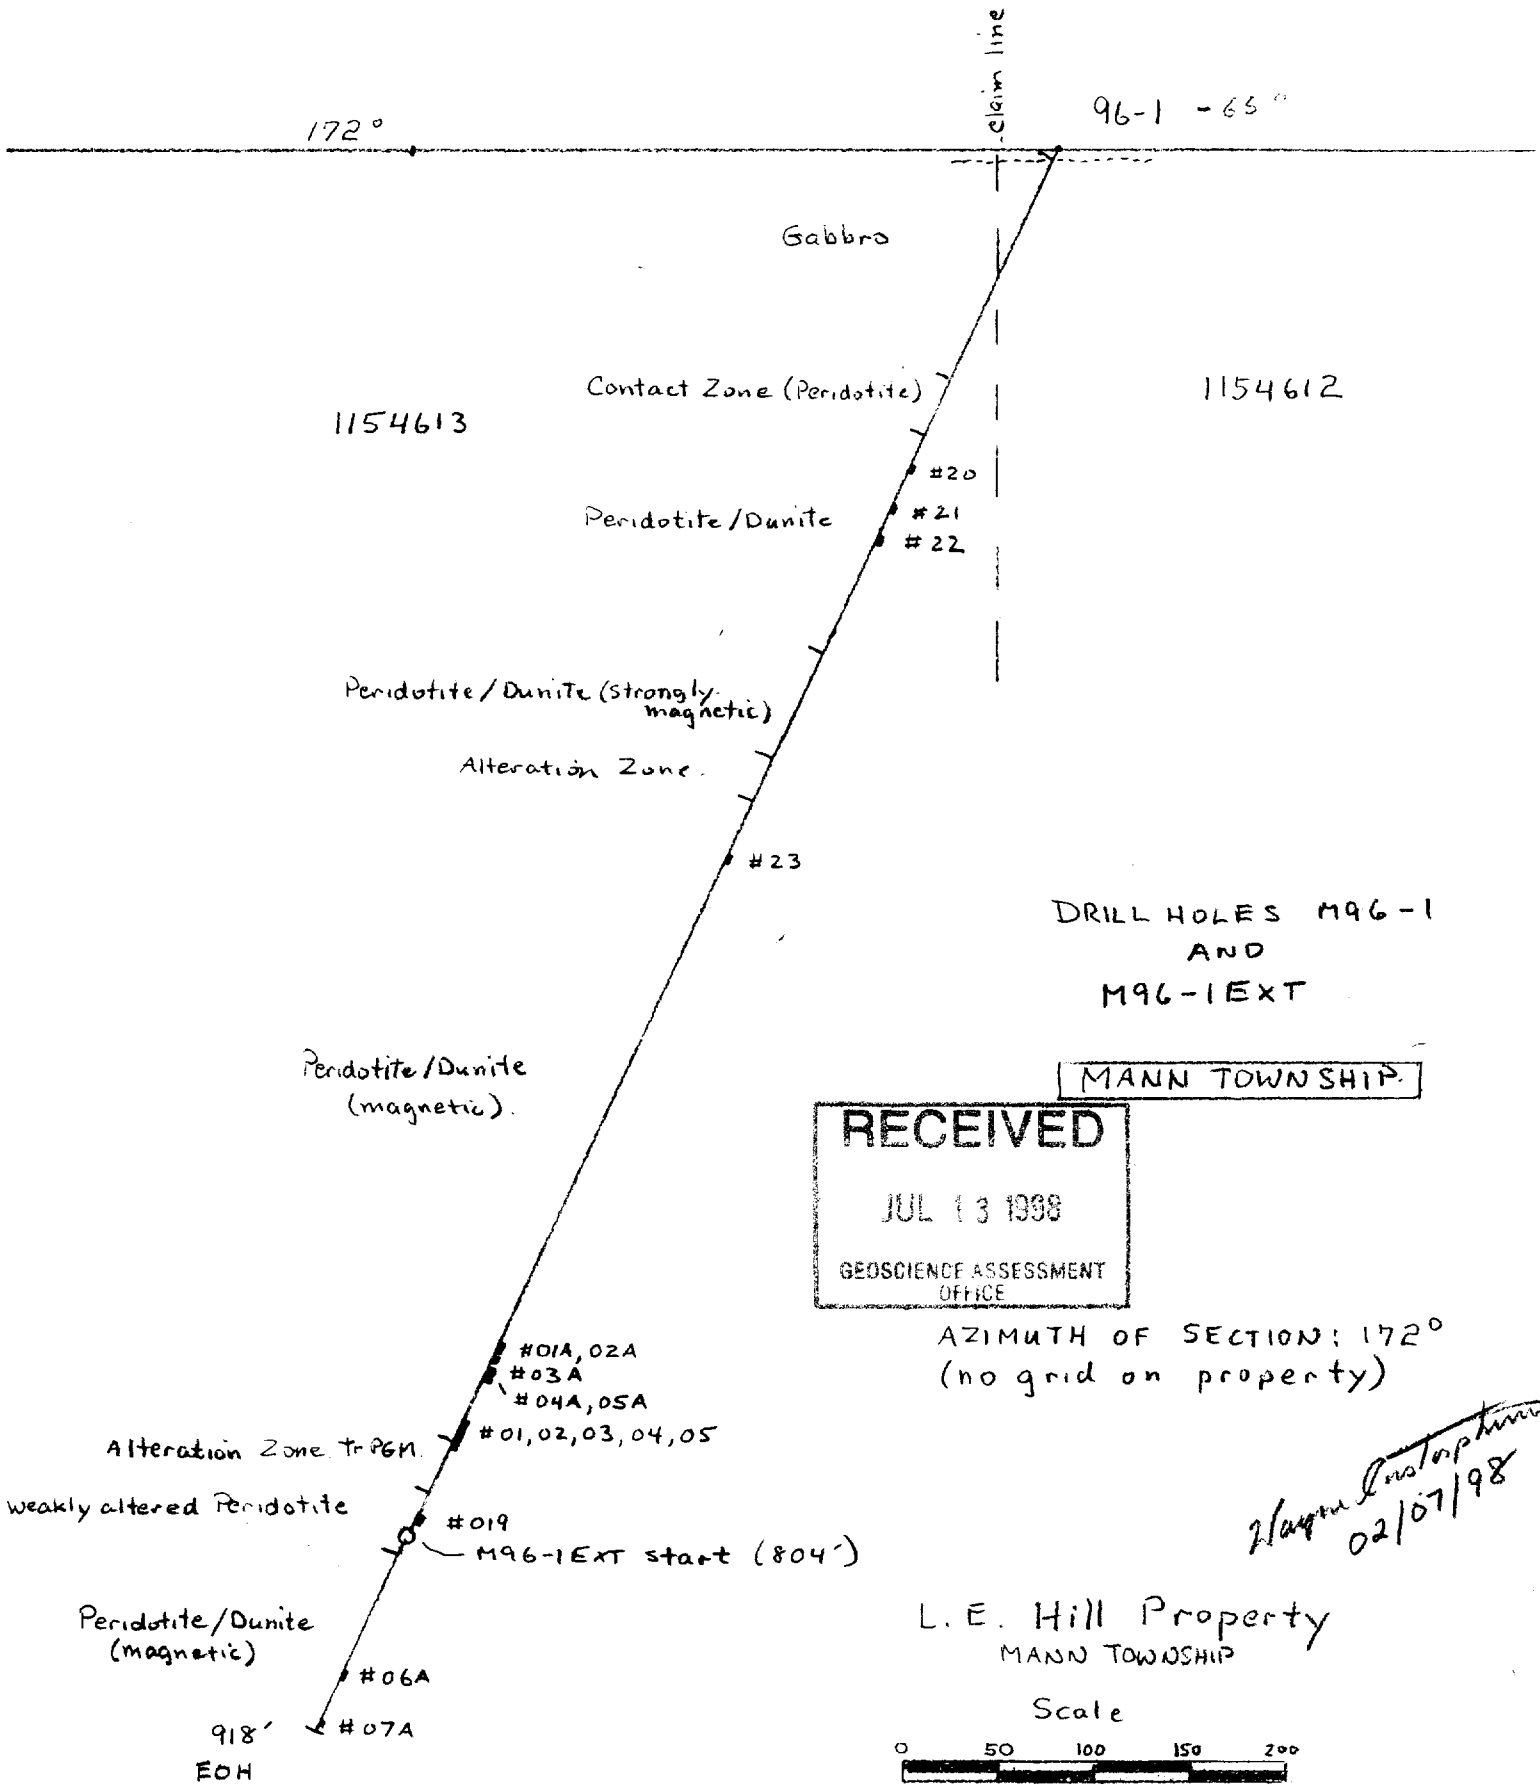 claim line
172°
96-1 -65°
Gabbro
Contact Zone (Peridotite)
1154612
1154613
#20
#21
Peridotite/Dunite
#22
Peridotite/Dunite (strongly
magnetic)
Alteration Zone.
#23
DRILL HOLES M96-1
AND
M96-1EXT
Peridotite/Dunite
(magnetic).
MANN TOWNSHIP.
RECEIVED
JUL 13 1998
GEOSCIENCE ASSESSMENT
OFFICE
AZIMUTH OF SECTION: 172°
(no grid on property)
#01A, 02A
#03A
#04A, 05A
#01, 02, 03, 04, 05
Alteration Zone. Tr PGM.
weakly altered Peridotite
#019
M96-1EXT start (804')
Wayne
02/07/98
Peridotite/Dunite
(magnetic)
#06A
918' #07A
EOH
L.E. Hill Property
MANN TOWNSHIP
Scale
0 50 100 150 200